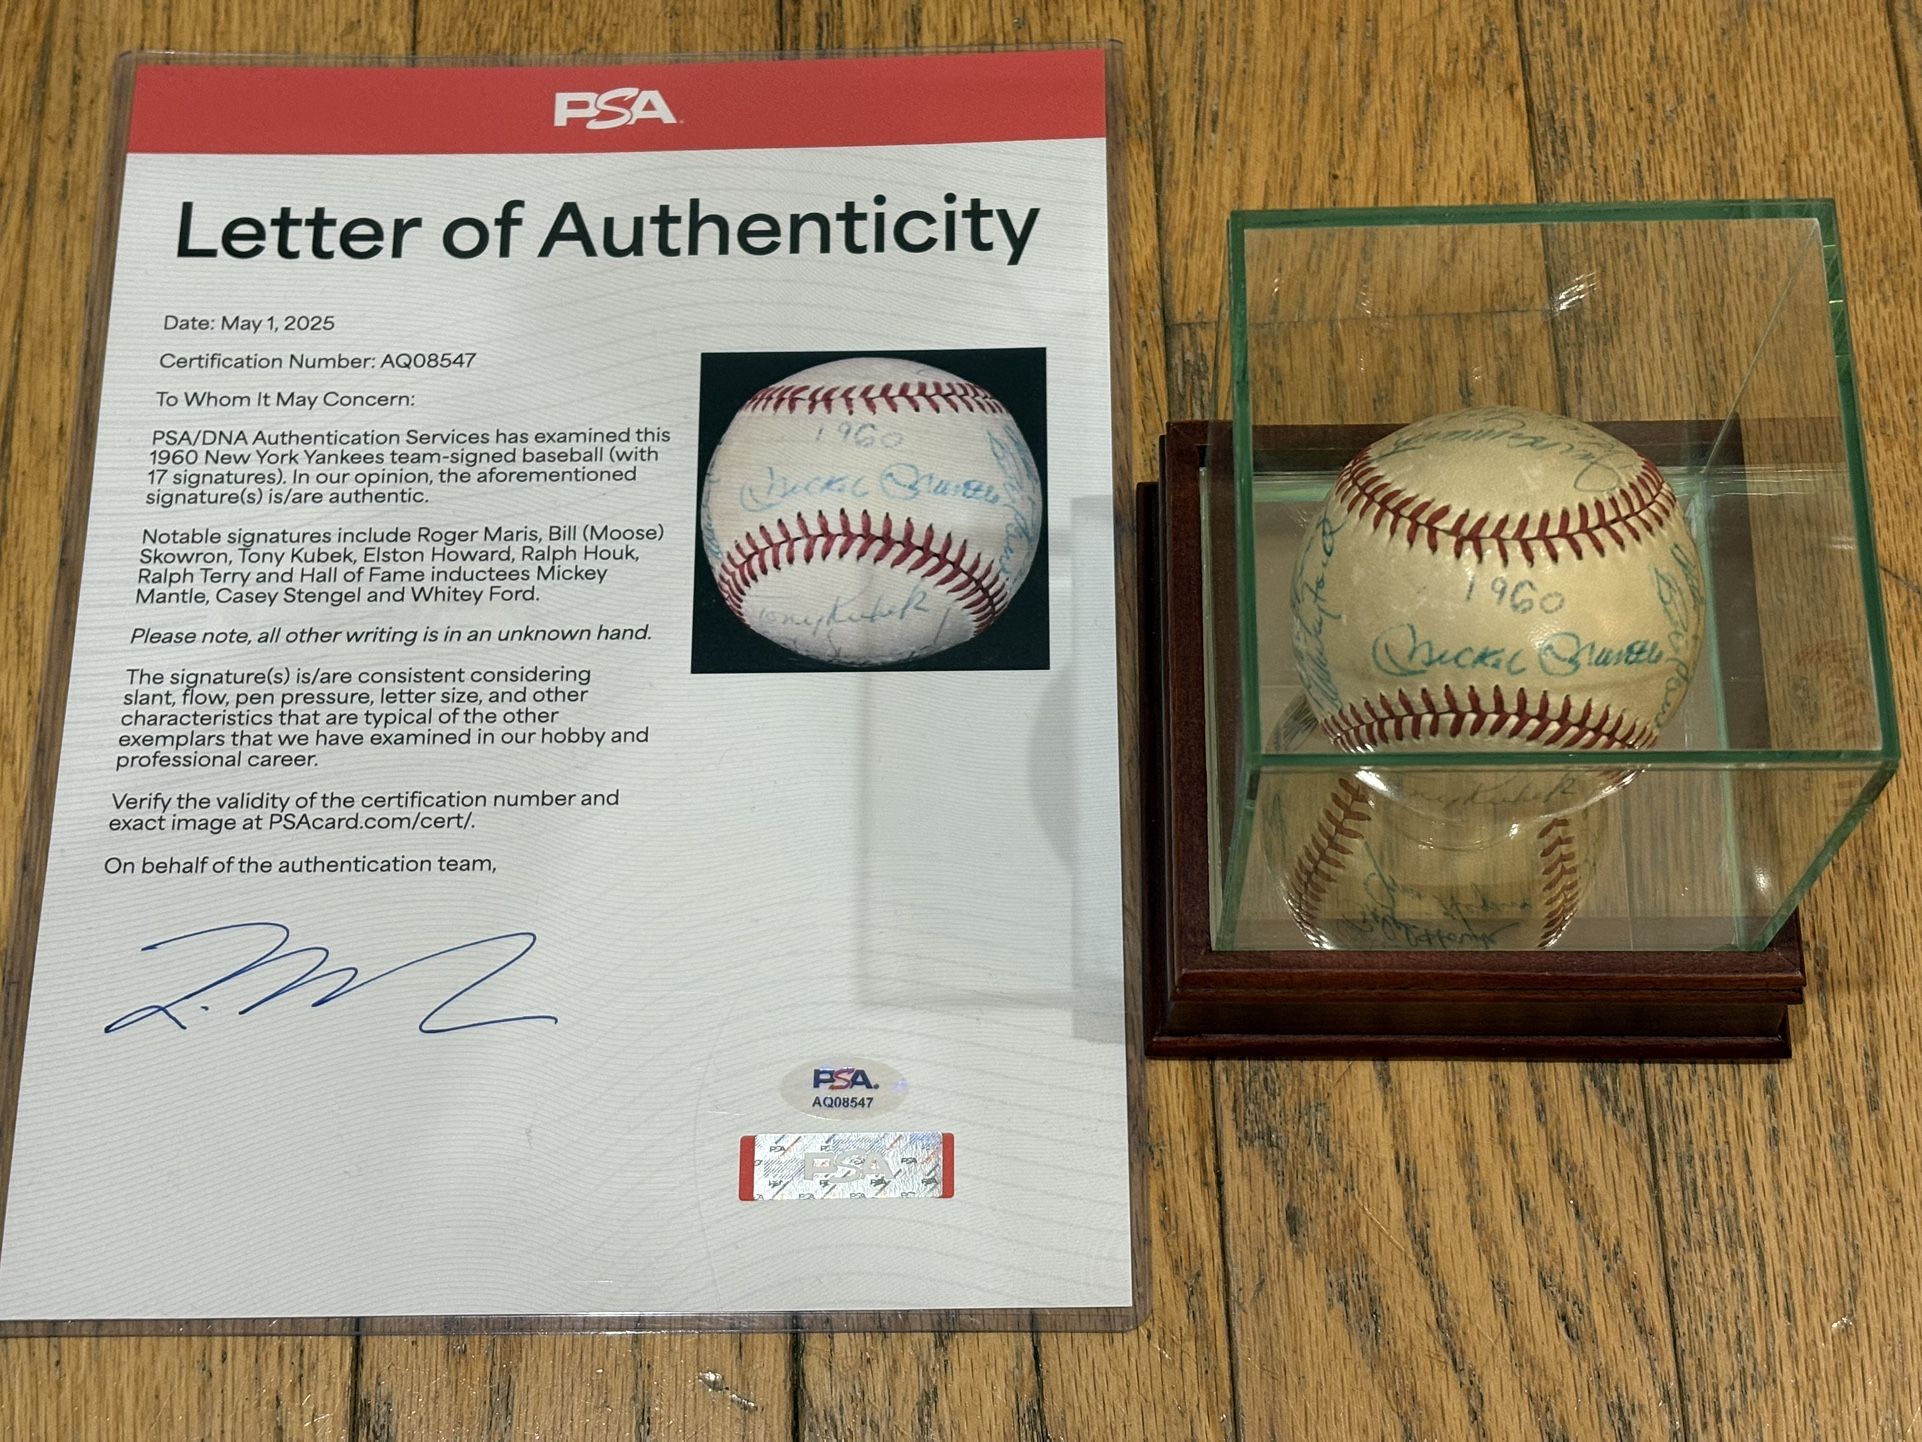 PSA
Letter of Authenticity
Date: May 1, 2025
Certification Number: AQ08547
To Whom It May Concern:
PSA/DNA Authentication Services has examined this
1960 New York Yankees team-signed baseball (with
17 signatures). In our opinion, the aforementioned
signature(s) is/are authentic.
Notable signatures include Roger Maris, Bill (Moose)
Skowron, Tony Kubek, Elston Howard, Ralph Houk,
Ralph Terry and Hall of Fame inductees Mickey
Mantle, Casey Stengel and Whitey Ford.
Please note, all other writing is in an unknown hand.
The signature(s) is/are consistent considering
slant, flow, pen pressure, letter size, and other
characteristics that are typical of the other
exemplars that we have examined in our hobby and
professional career.
Verify the validity of the certification number and
exact image at PSAcard.com/cert/.
On behalf of the authentication team,
1960
Mickey Mantle
Tony Kubek
PSA
AQ08547
PSA
1960
Mickey Mantle
Whitey Ford
Tony Kubek